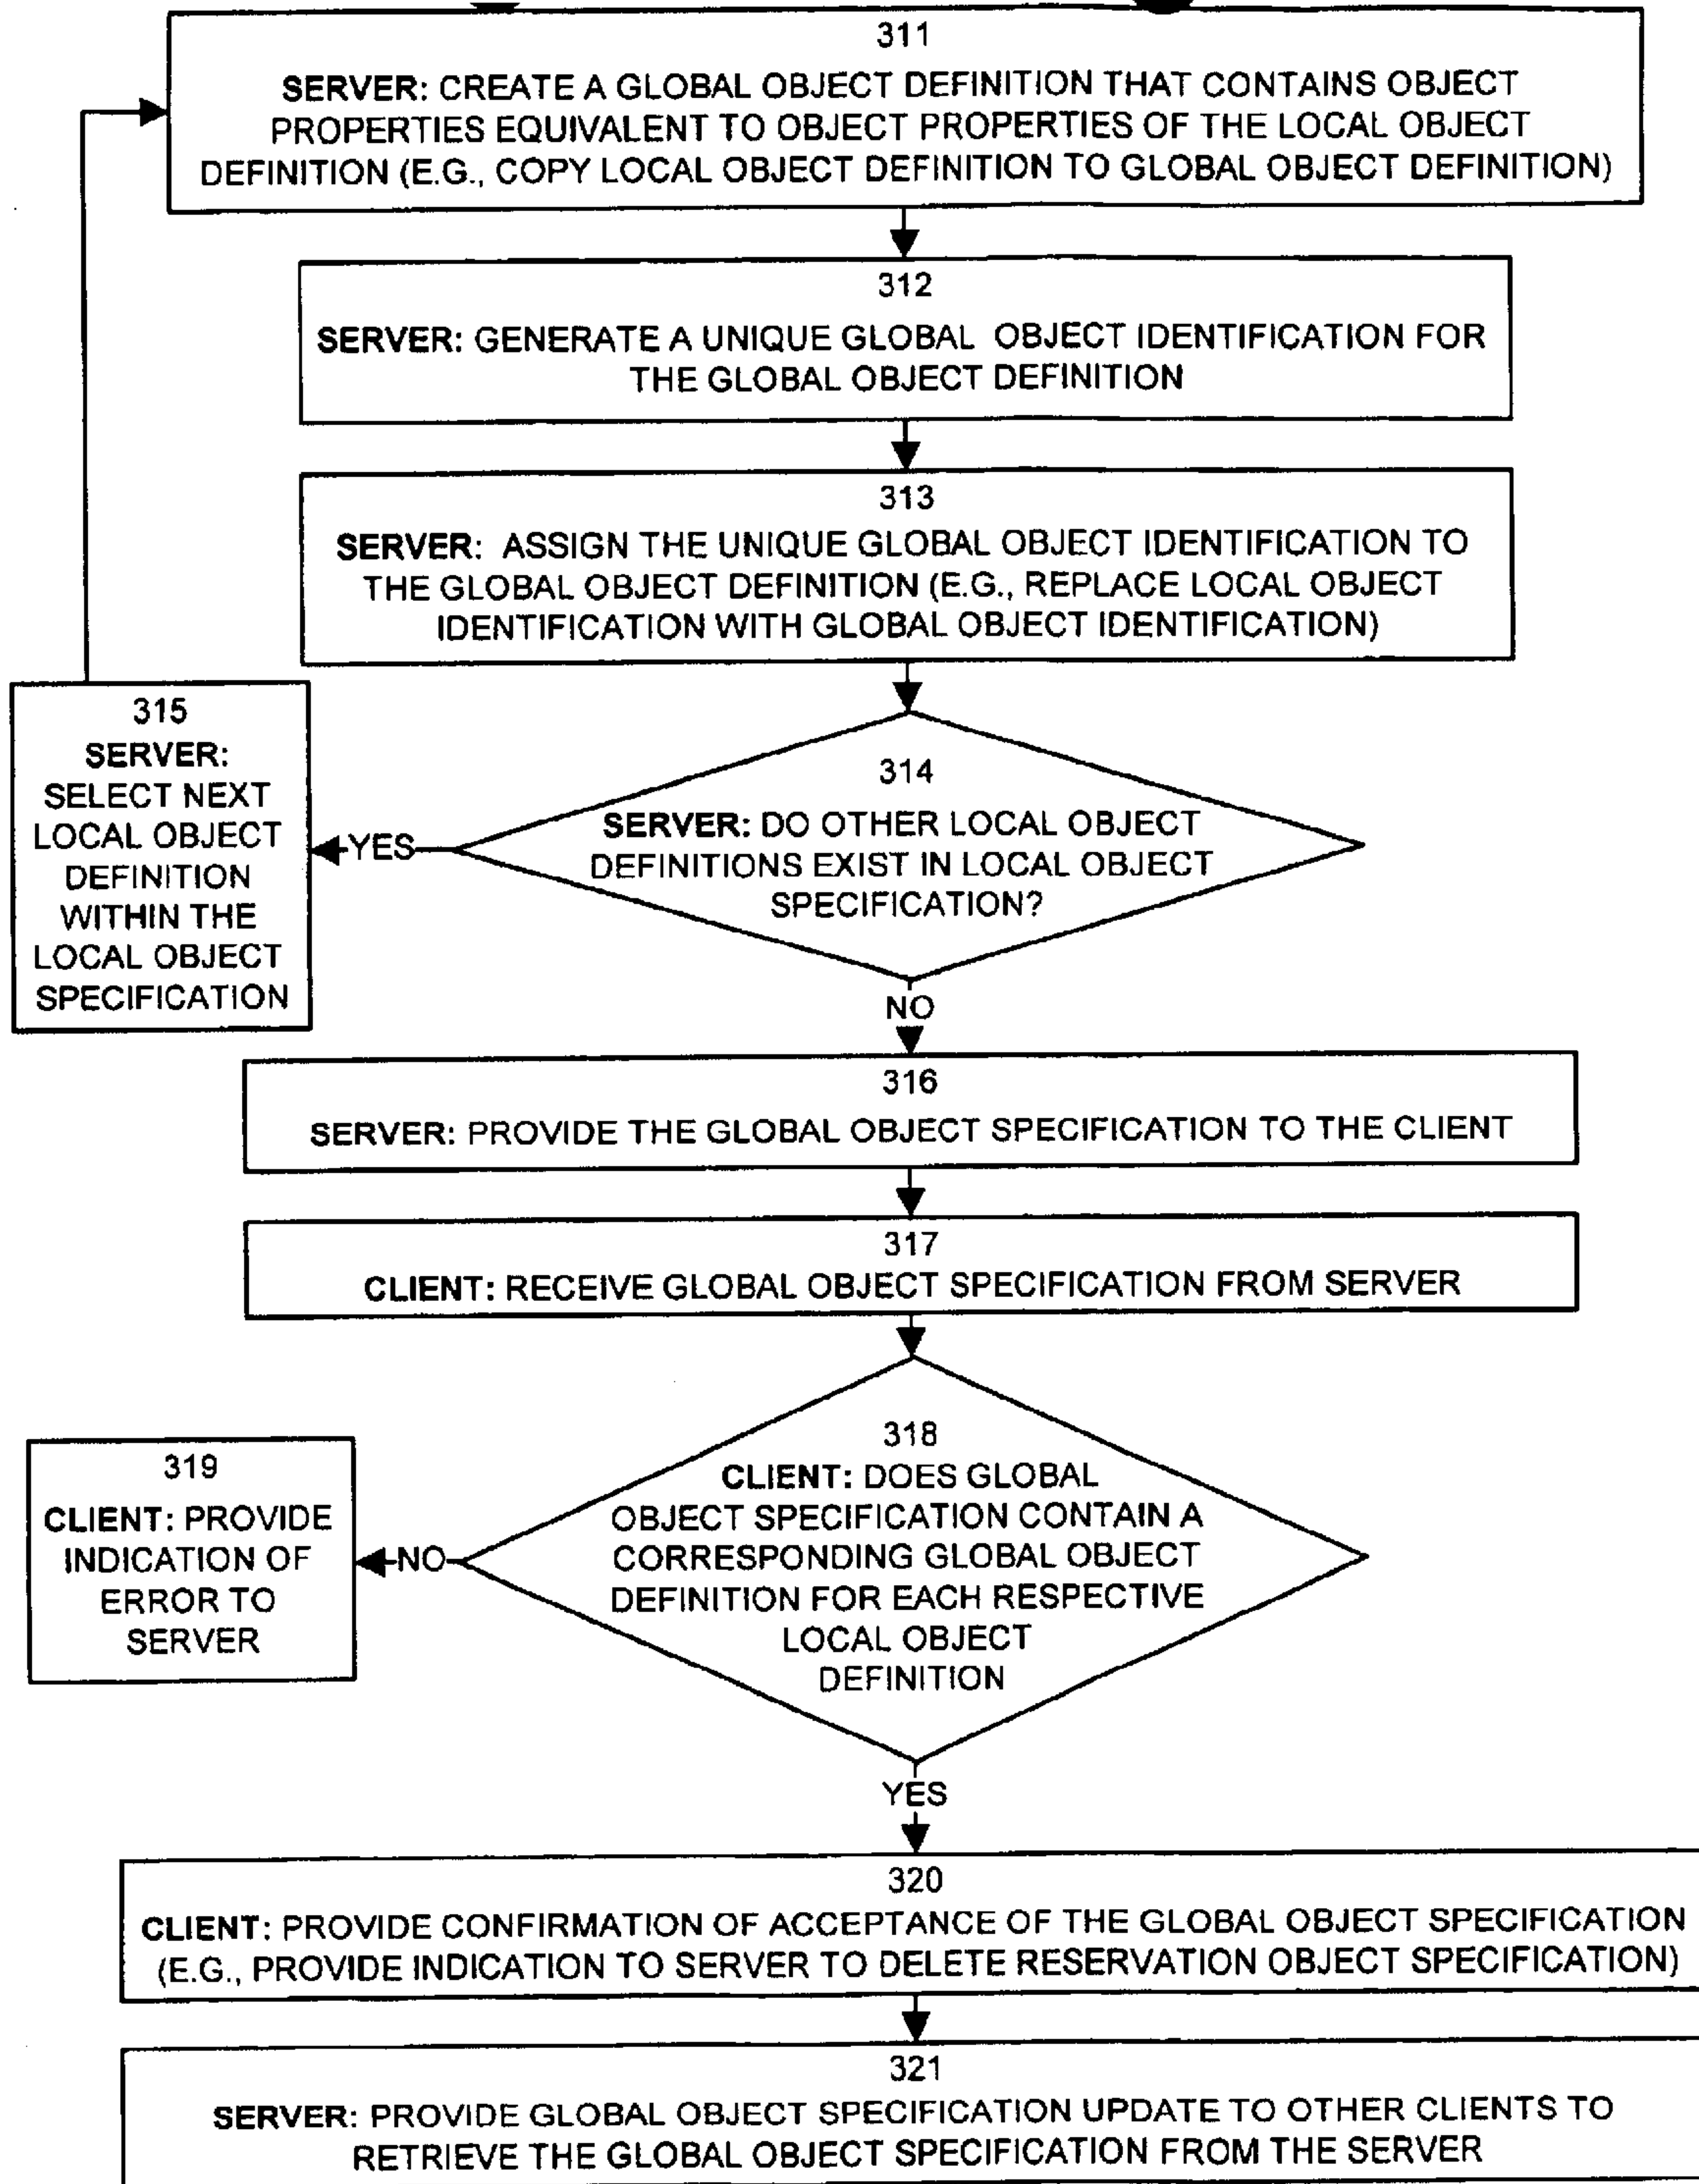 311
SERVER: CREATE A GLOBAL OBJECT DEFINITION THAT CONTAINS OBJECT
PROPERTIES EQUIVALENT TO OBJECT PROPERTIES OF THE LOCAL OBJECT
DEFINITION (E.G., COPY LOCAL OBJECT DEFINITION TO GLOBAL OBJECT DEFINITION)
312
SERVER: GENERATE A UNIQUE GLOBAL OBJECT IDENTIFICATION FOR
THE GLOBAL OBJECT DEFINITION
313
SERVER: ASSIGN THE UNIQUE GLOBAL OBJECT IDENTIFICATION TO
THE GLOBAL OBJECT DEFINITION (E.G., REPLACE LOCAL OBJECT
IDENTIFICATION WITH GLOBAL OBJECT IDENTIFICATION)
314
SERVER: DO OTHER LOCAL OBJECT
DEFINITIONS EXIST IN LOCAL OBJECT
SPECIFICATION?
YES
315
SERVER:
SELECT NEXT
LOCAL OBJECT
DEFINITION
WITHIN THE
LOCAL OBJECT
SPECIFICATION
NO
316
SERVER: PROVIDE THE GLOBAL OBJECT SPECIFICATION TO THE CLIENT
317
CLIENT: RECEIVE GLOBAL OBJECT SPECIFICATION FROM SERVER
318
CLIENT: DOES GLOBAL
OBJECT SPECIFICATION CONTAIN A
CORRESPONDING GLOBAL OBJECT
DEFINITION FOR EACH RESPECTIVE
LOCAL OBJECT
DEFINITION
NO
319
CLIENT: PROVIDE
INDICATION OF
ERROR TO
SERVER
YES
320
CLIENT: PROVIDE CONFIRMATION OF ACCEPTANCE OF THE GLOBAL OBJECT SPECIFICATION
(E.G., PROVIDE INDICATION TO SERVER TO DELETE RESERVATION OBJECT SPECIFICATION)
321
SERVER: PROVIDE GLOBAL OBJECT SPECIFICATION UPDATE TO OTHER CLIENTS TO
RETRIEVE THE GLOBAL OBJECT SPECIFICATION FROM THE SERVER